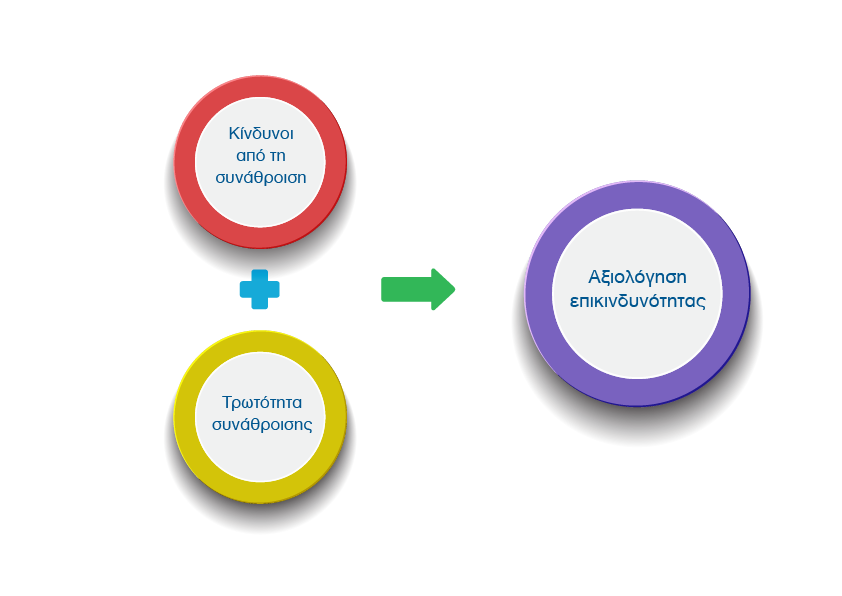 Κίνδυνοι
από τη
συνάθροιση
Τρωτότητα
συνάθροισης
Αξιολόγηση
επικινδυνότητας